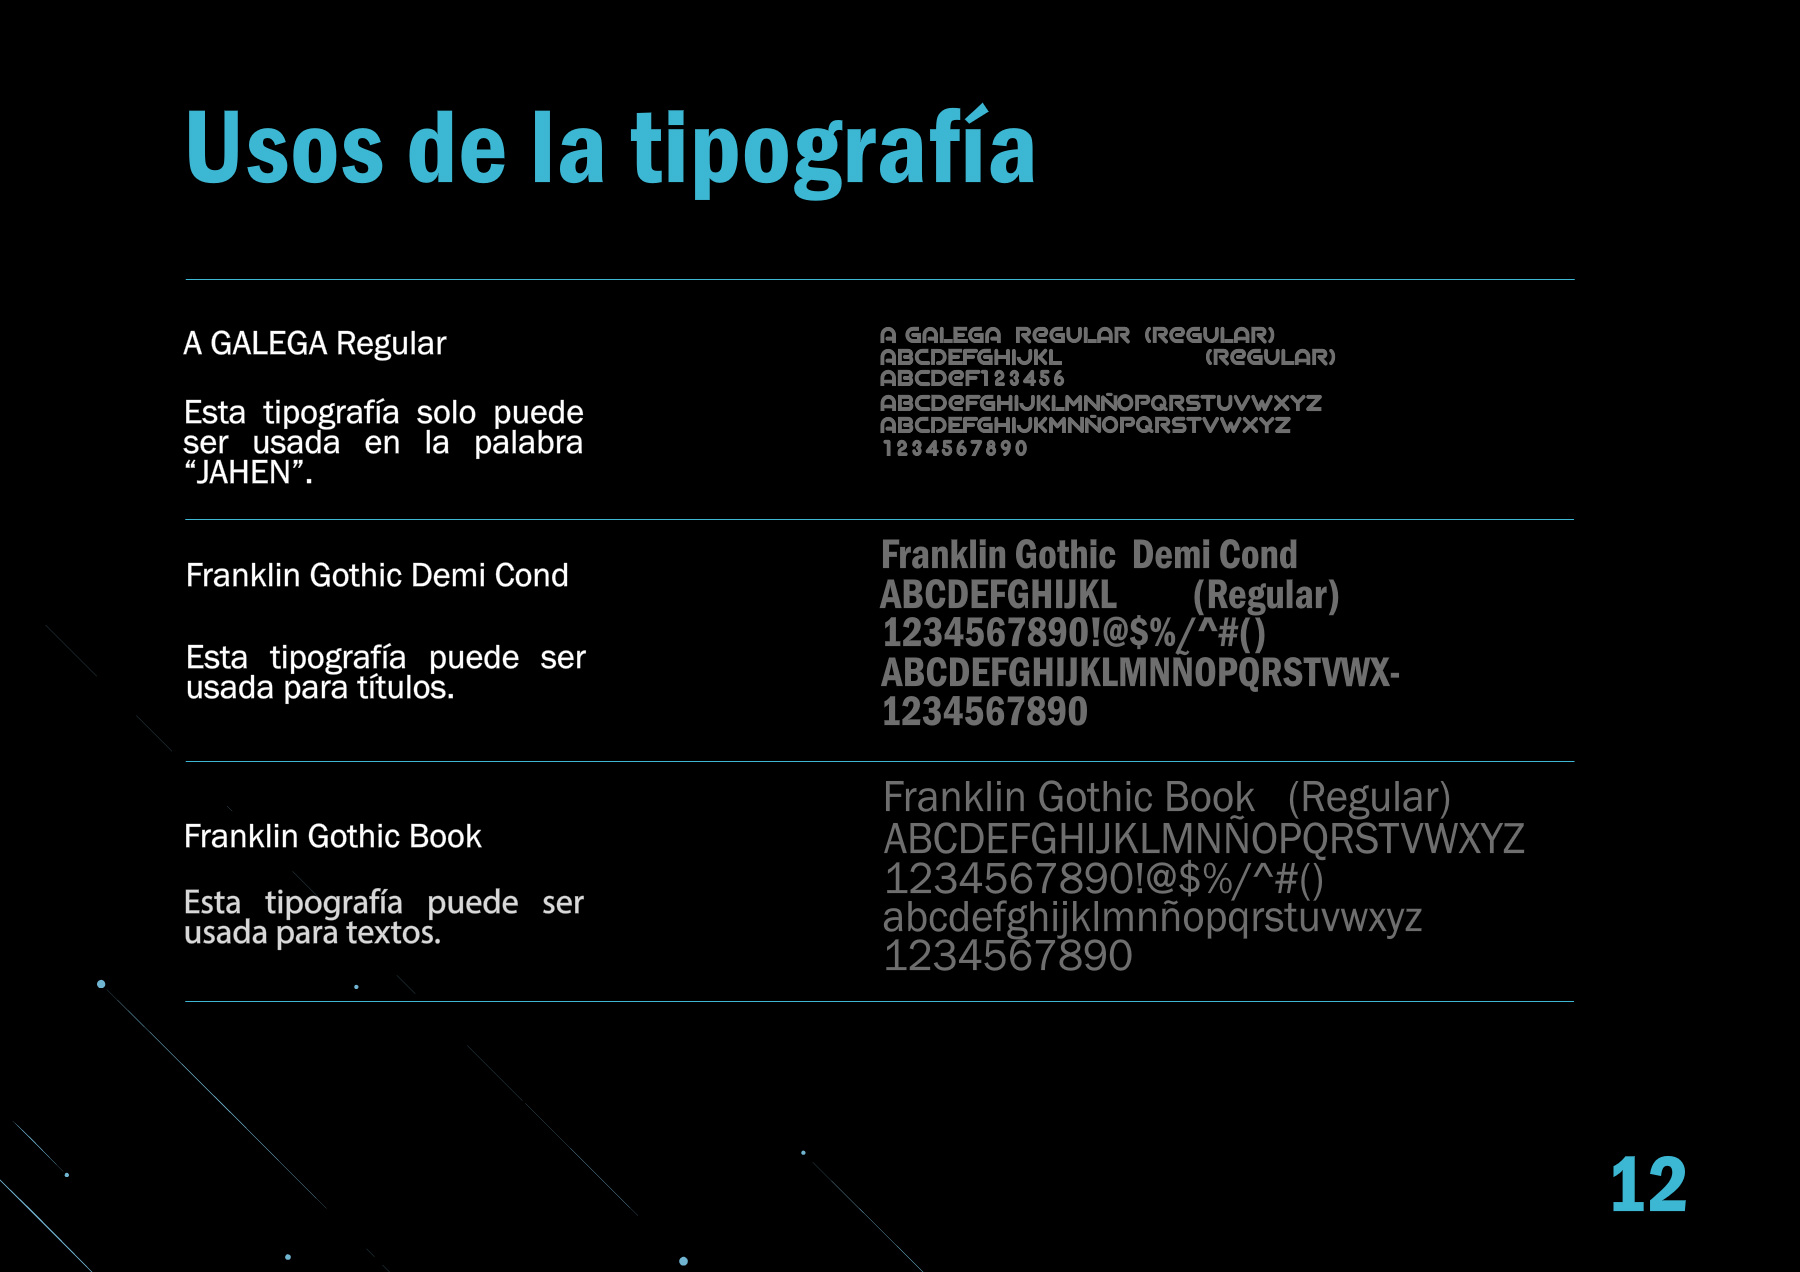 Usos de la tipografía
A GALEGA Regular
Esta tipografía solo puede
ser usada en la palabra
“JAHEN”.
A GALEGA ReGULAR (ReGULAR)
ABCDEFGHIJKL (ReGULAR)
ABCDeF123456
ABCDeFGHIJKLMNÑOPQRSTUVWXYZ
ABCDEFGHIJKMNÑOPQRSTVWXYZ
1234567890
Franklin Gothic Demi Cond
Esta tipografía puede ser
usada para títulos.
Franklin Gothic Demi Cond
ABCDEFGHIJKL (Regular)
1234567890!@$%/^#()
ABCDEFGHIJKLMNÑOPQRSTVWX-
1234567890
Franklin Gothic Book
Esta tipografía puede ser
usada para textos.
Franklin Gothic Book (Regular)
ABCDEFGHIJKLMNÑOPQRSTVWXYZ
1234567890!@$%/^#()
abcdefghijklmnñopqrstuvwxyz
1234567890
12